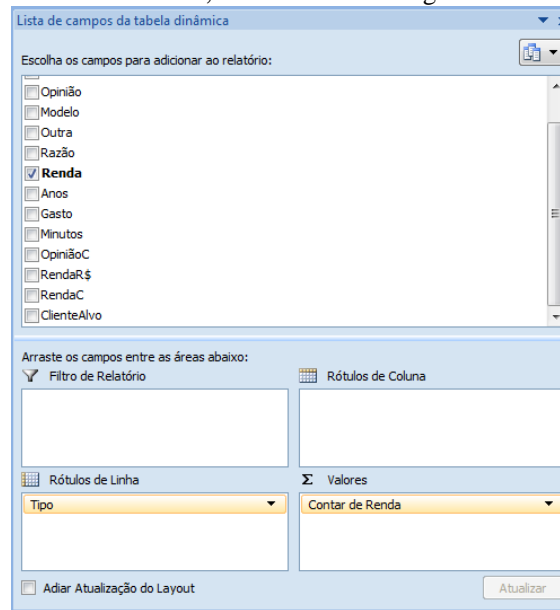 Lista de campos da tabela dinâmica
Escolha os campos para adicionar ao relatório:
Opinião
Modelo
Outra
Razão
Renda
Anos
Gasto
Minutos
OpiniãoC
RendaR$
RendaC
ClienteAlvo
Arraste os campos entre as áreas abaixo:
Filtro de Relatório
Rótulos de Coluna
Rótulos de Linha
Σ Valores
Tipo
Contar de Renda
Adiar Atualização do Layout
Atualizar